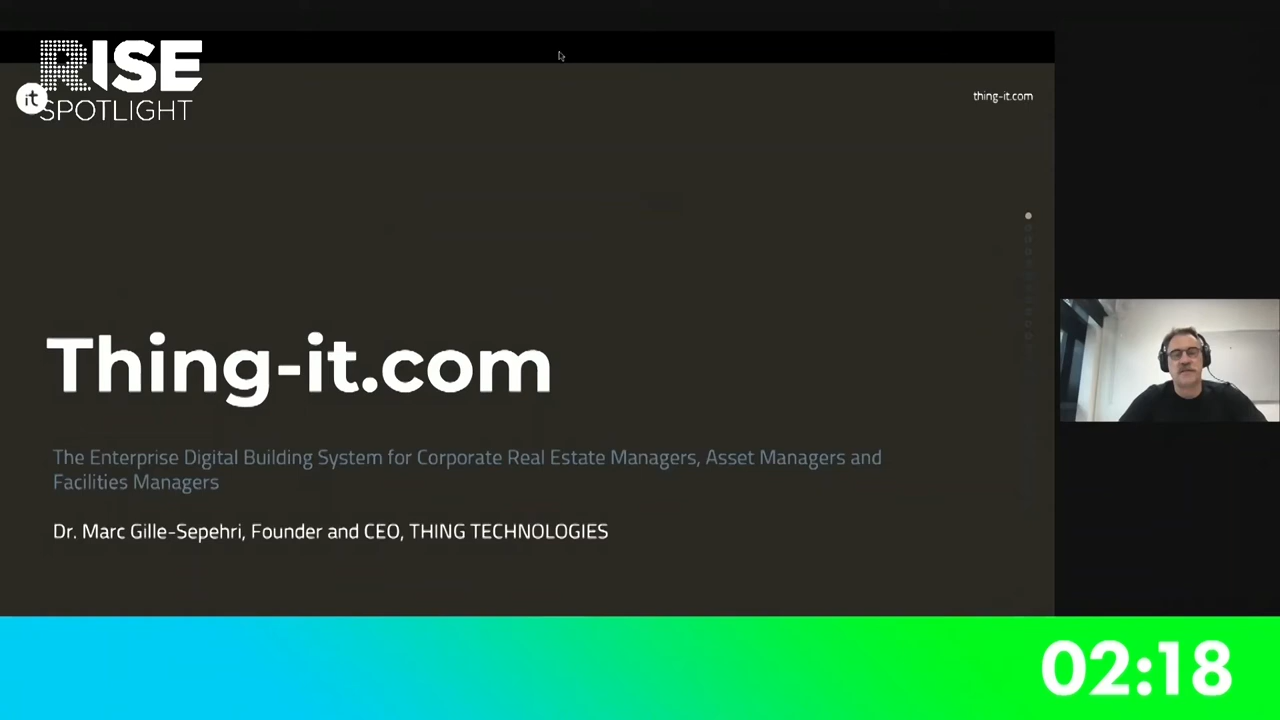 RISE
it
SPOTLIGHT
thing-it.com
Thing-it.com
The Enterprise Digital Building System for Corporate Real Estate Managers, Asset Managers and
Facilities Managers
Dr. Marc Gille-Sepehri, Founder and CEO, THING TECHNOLOGIES
02:18